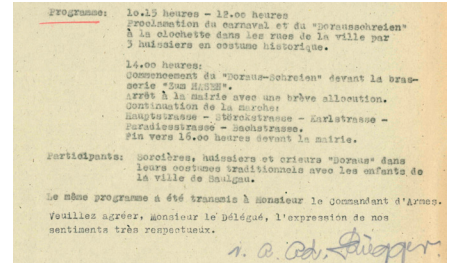 Programme: 10.15 heures - 12.00 heures
Proclamation du carnaval et du "Dorausschreien"
à la clochette dans les rues de la ville par
3 huissiers en costume historique.
14.00 heures:
Commencement du "Doraus-Schreien" devant la bras-
serie "Zum HASEN".
Arrêt à la mairie avec une brève allocution.
Continuation de la marche:
Hauptstrasse - Störckstrasse - Karlstrasse -
Paradiesstrasse - Bachstrasse.
Fin vers 16.00 heures devant la mairie.
Participants: Sorcières, huissiers et crieurs "Doraus" dans
leurs costumes traditionnels avec les enfants de
la ville de Saulgau.
Le même programme a été transmis à Monsieur le Commandant d'Armes.
Veuillez agréer, Monsieur le Délégué, l'expression de nos
sentiments très respectueux.